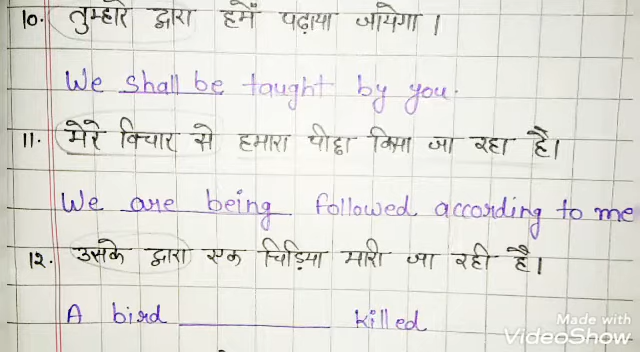 10. तुम्हारे द्वारा हमें पढ़ाया जायेगा।
We shall be taught by you.
11. मेरे विचार से हमारा पीछा किया जा रहा है।
We are being followed according to me
12. उसके द्वारा एक चिड़िया मारी जा रही है।
A bird __________ killed
Made with
VideoShow